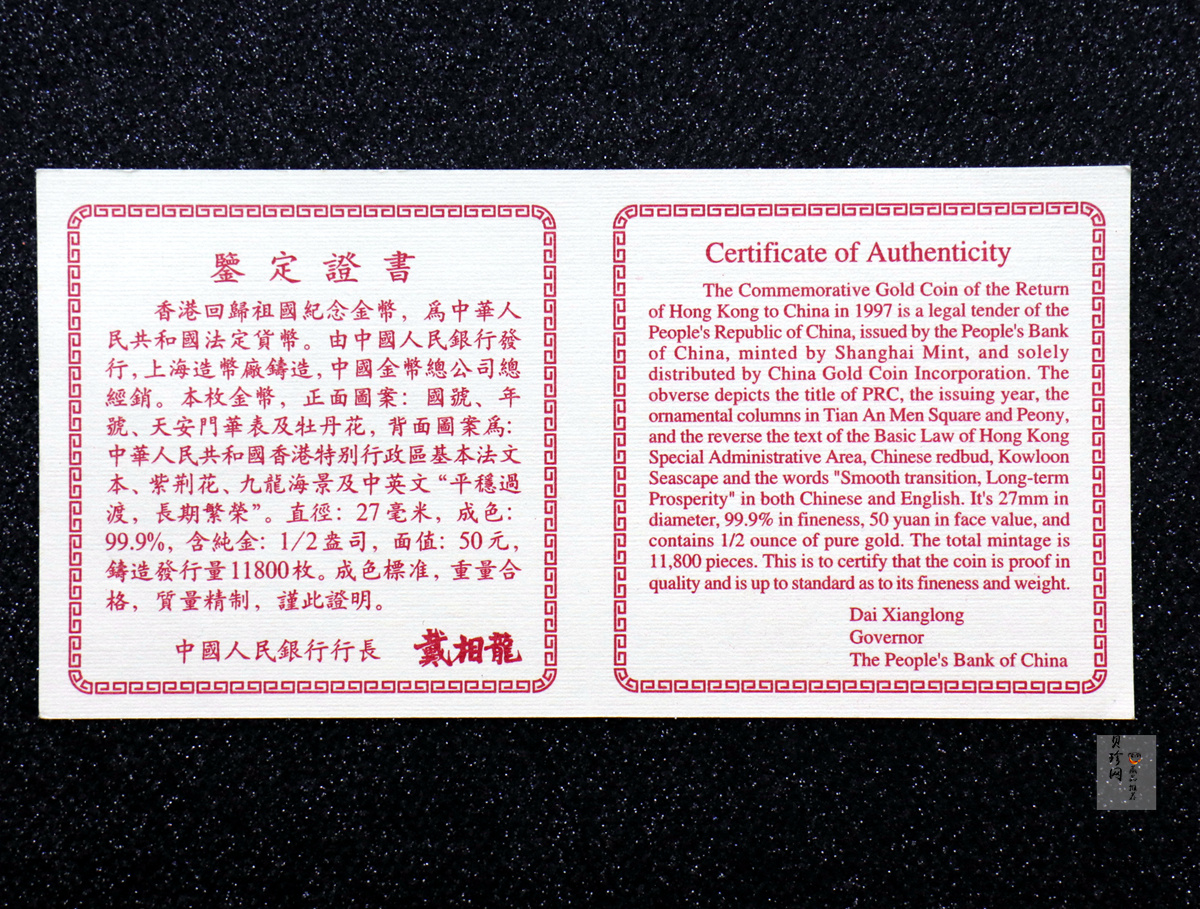 鑒定證書
香港回歸祖國紀念金幣，爲中華人
民共和國法定貨幣。由中國人民銀行發
行，上海造幣廠鑄造，中國金幣總公司總
經銷。本枚金幣，正面圖案：國號、年
號、天安門華表及牡丹花，背面圖案爲：
中華人民共和國香港特别行政區基本法文
本、紫荆花、九龍海景及中英文“平穩過
渡，長期繁榮”。直徑：27毫米，成色：
99.9%，含純金：1/2盎司，面值：50元，
鑄造發行量11800枚。成色標准，重量合
格，質量精制，謹此證明。
中國人民銀行行長 戴相龍
Certificate of Authenticity
The Commemorative Gold Coin of the Return
of Hong Kong to China in 1997 is a legal tender of the
People's Republic of China, issued by the People's Bank
of China, minted by Shanghai Mint, and solely
distributed by China Gold Coin Incorporation. The
obverse depicts the title of PRC, the issuing year, the
ornamental columns in Tian An Men Square and Peony,
and the reverse the text of the Basic Law of Hong Kong
Special Administrative Area, Chinese redbud, Kowloon
Seascape and the words "Smooth transition, Long-term
Prosperity" in both Chinese and English. It's 27mm in
diameter, 99.9% in fineness, 50 yuan in face value, and
contains 1/2 ounce of pure gold. The total mintage is
11,800 pieces. This is to certify that the coin is proof in
quality and is up to standard as to its fineness and weight.
Dai Xianglong
Governor
The People's Bank of China